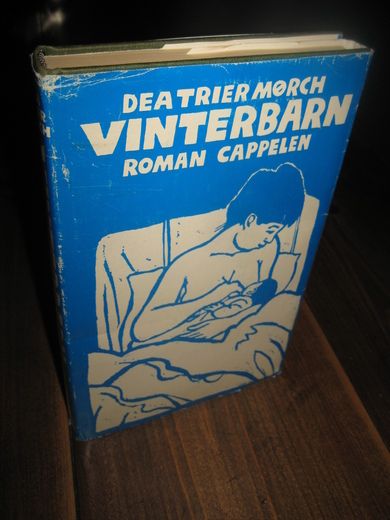 DEA TRIER MØRCH
VINTERBARN
ROMAN CAPPELEN